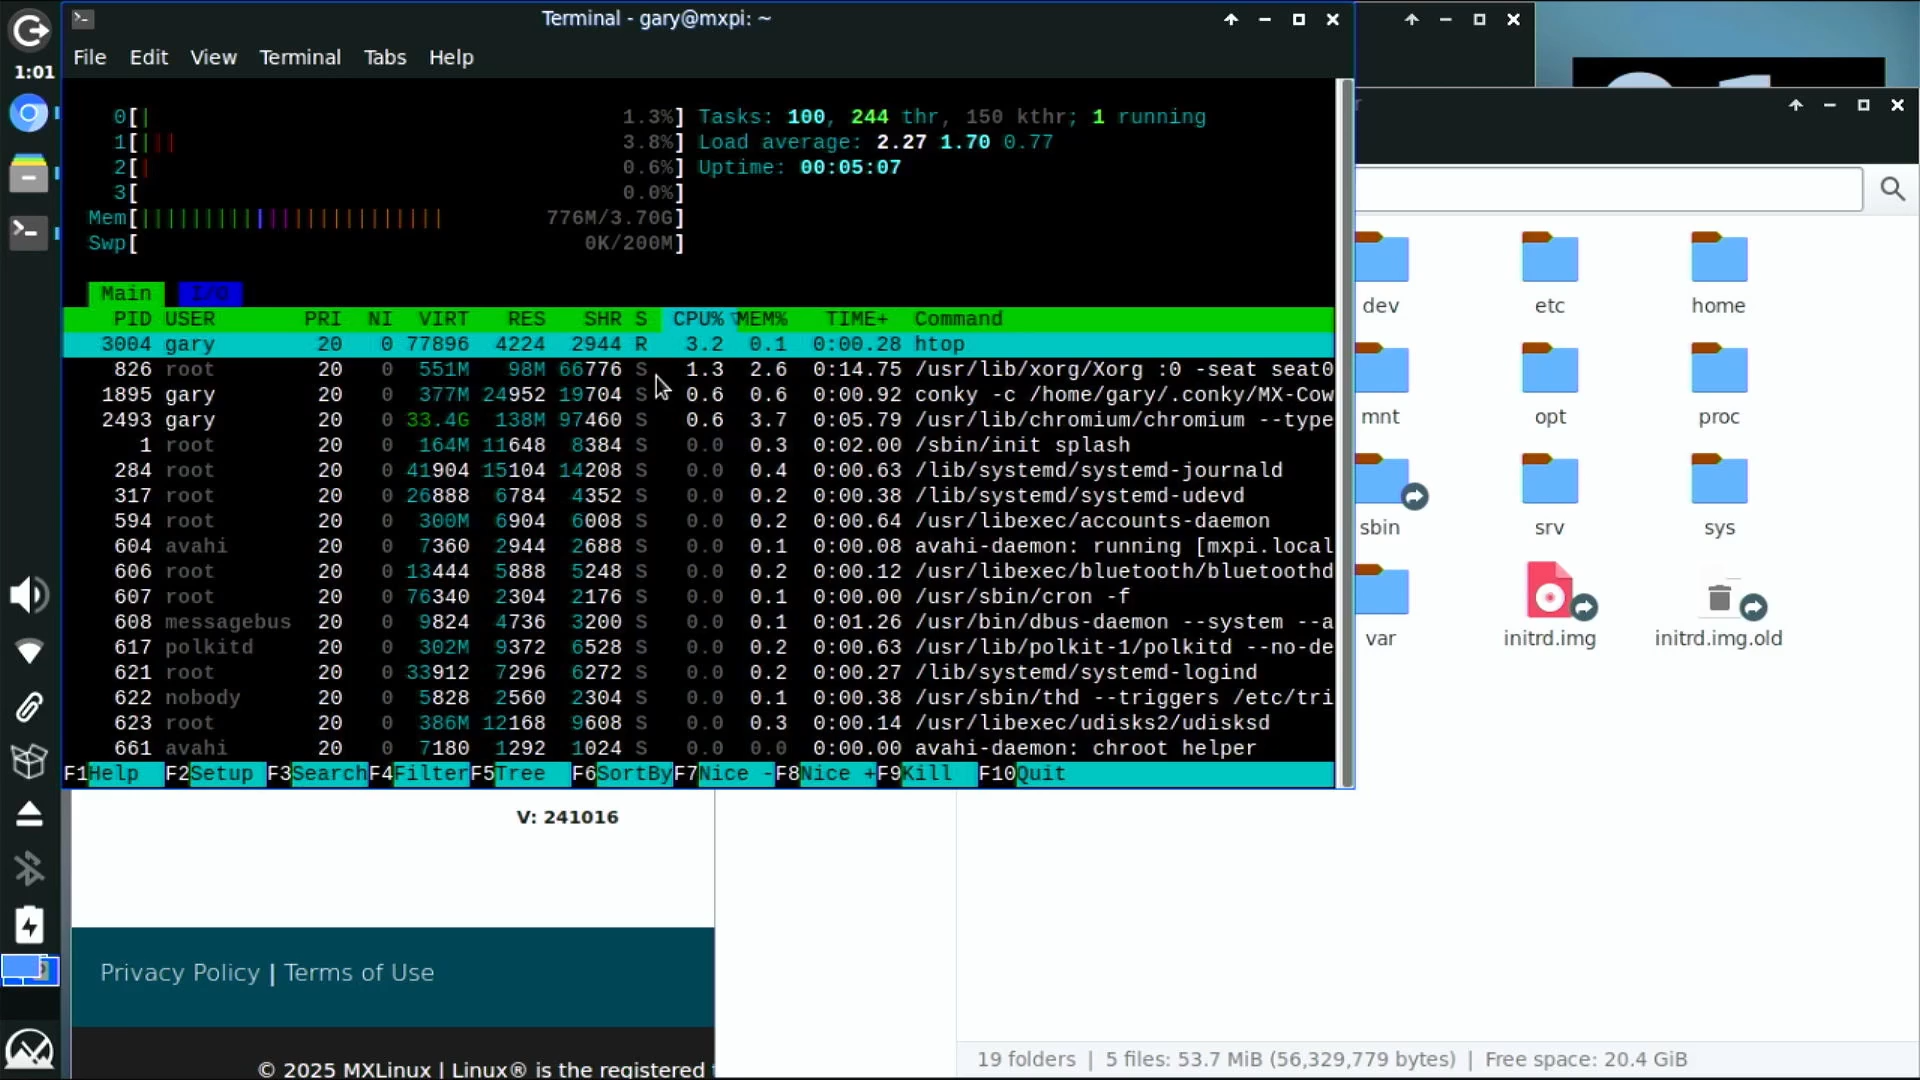 Terminal - gary@mxpi: ~
1:01
File Edit View Terminal Tabs Help
0[| 1.3%] Tasks: 100, 244 thr, 150 kthr; 1 running
1[||| 3.8%] Load average: 2.27 1.70 0.77
2[| 0.6%] Uptime: 00:05:07
3[ 0.0%]
Mem[|||||||||||||||||||||||| 776M/3.70G]
Swp[ 0K/200M]
Main I/O
PID USER PRI NI VIRT RES SHR S CPU%▽MEM% TIME+ Command
3004 gary 20 0 77896 4224 2944 R 3.2 0.1 0:00.28 htop
826 root 20 0 551M 98M 66776 S 1.3 2.6 0:14.75 /usr/lib/xorg/Xorg :0 -seat seat0
1895 gary 20 0 377M 24952 19704 S 0.6 0.6 0:00.92 conky -c /home/gary/.conky/MX-Cow
2493 gary 20 0 33.4G 138M 97460 S 0.6 3.7 0:05.79 /usr/lib/chromium/chromium --type
1 root 20 0 164M 11648 8384 S 0.0 0.3 0:02.00 /sbin/init splash
284 root 20 0 41904 15104 14208 S 0.0 0.4 0:00.63 /lib/systemd/systemd-journald
317 root 20 0 26888 6784 4352 S 0.0 0.2 0:00.38 /lib/systemd/systemd-udevd
594 root 20 0 300M 6904 6008 S 0.0 0.2 0:00.64 /usr/libexec/accounts-daemon
604 avahi 20 0 7360 2944 2688 S 0.0 0.1 0:00.08 avahi-daemon: running [mxpi.local
606 root 20 0 13444 5888 5248 S 0.0 0.2 0:00.12 /usr/libexec/bluetooth/bluetoothd
607 root 20 0 76340 2304 2176 S 0.0 0.1 0:00.00 /usr/sbin/cron -f
608 messagebus 20 0 9824 4736 3200 S 0.0 0.1 0:01.26 /usr/bin/dbus-daemon --system --a
617 polkitd 20 0 302M 9372 6528 S 0.0 0.2 0:00.63 /usr/lib/polkit-1/polkitd --no-de
621 root 20 0 33912 7296 6272 S 0.0 0.2 0:00.27 /lib/systemd/systemd-logind
622 nobody 20 0 5828 2560 2304 S 0.0 0.1 0:00.38 /usr/sbin/thd --triggers /etc/tri
623 root 20 0 386M 12168 9608 S 0.0 0.3 0:00.14 /usr/libexec/udisks2/udisksd
661 avahi 20 0 7180 1292 1024 S 0.0 0.0 0:00.00 avahi-daemon: chroot helper
F1Help F2Setup F3Search F4Filter F5Tree F6SortBy F7Nice - F8Nice + F9Kill F10Quit
dev etc home
mnt opt proc
sbin srv sys
var initrd.img initrd.img.old
V: 241016
Privacy Policy | Terms of Use
© 2025 MXLinux | Linux® is the registered
19 folders | 5 files: 53.7 MiB (56,329,779 bytes) | Free space: 20.4 GiB